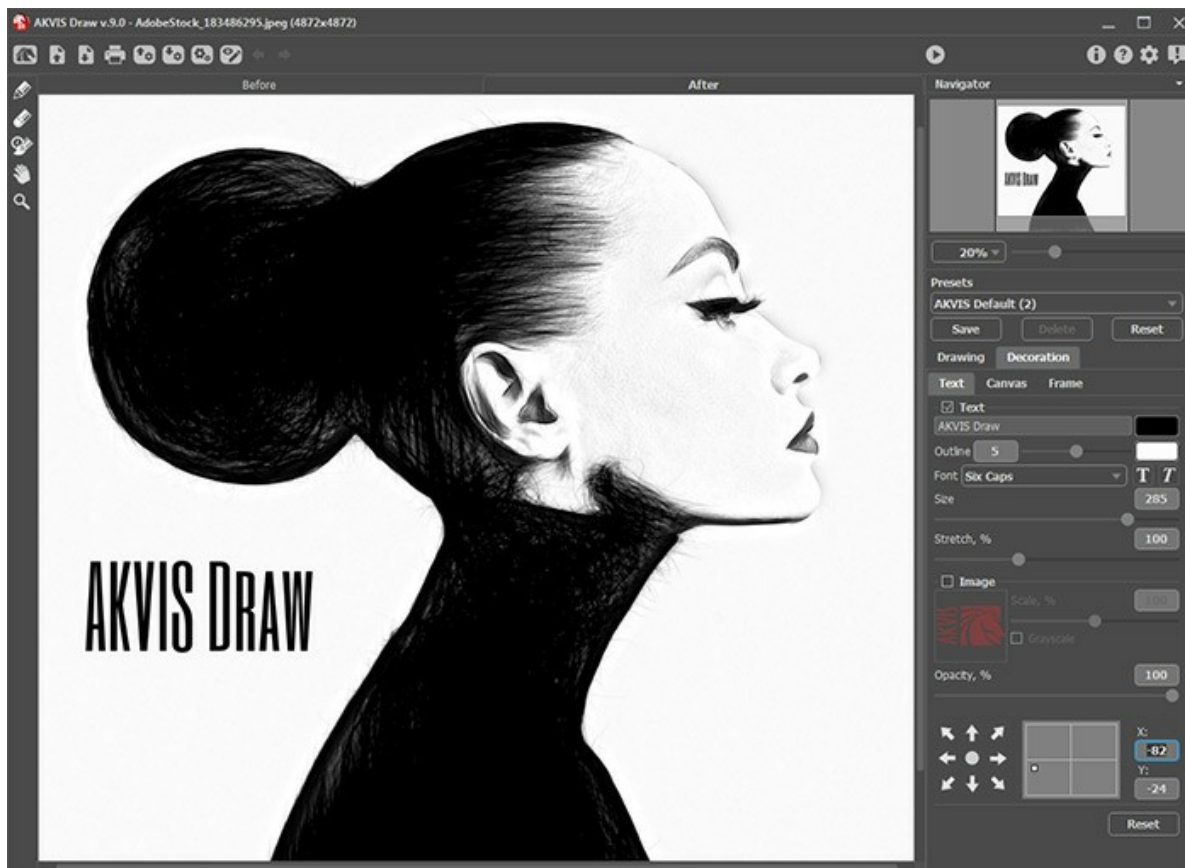 AKVIS Draw v.9.0 - AdobeStock_183486295.jpeg (4872x4872)
Before
After
Navigator
AKVIS DRAW
20%
Presets
AKVIS Default (2)
Save Delete Reset
Drawing Decoration
Text Canvas Frame
Text
AKVIS Draw
Outline 5
Font Six Caps T T
Size 285
Stretch, % 100
Image
Scale, % 100
AKVIS
Grayscale
Opacity, % 100
X:
-82
Y:
-24
Reset
AKVIS DRAW